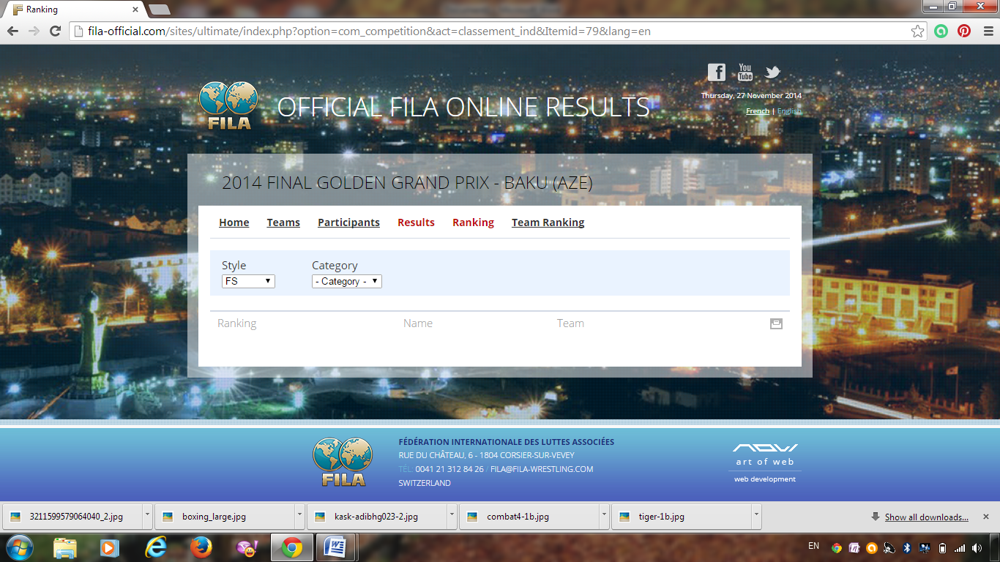 Ranking
fila-official.com/sites/ultimate/index.php?option=com_competition&act=classement_ind&Itemid=79&lang=en
You
Tube
FILA
OFFICIAL FILA ONLINE RESULTS
Thursday, 27 November 2014
French | English
2014 FINAL GOLDEN GRAND PRIX - BAKU (AZE)
Home Teams Participants Results Ranking Team Ranking
Style Category
FS - Category -
Ranking Name Team
FILA
FÉDÉRATION INTERNATIONALE DES LUTTES ASSOCIÉES
RUE DU CHÂTEAU, 6 - 1804 CORSIER-SUR-VEVEY
TÉL: 0041 21 312 84 26 / FILA@FILA-WRESTLING.COM
SWITZERLAND
novi
art of web
web development
3211599579064040_2.jpg boxing_large.jpg kask-adibhg023-2.jpg combat4-1b.jpg tiger-1b.jpg Show all downloads...
EN